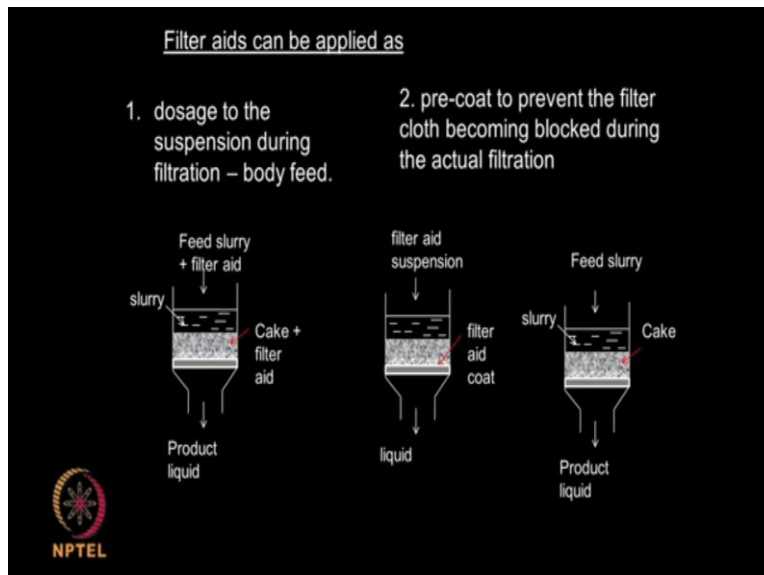 Filter aids can be applied as
1. dosage to the
suspension during
filtration – body feed.
2. pre-coat to prevent the filter
cloth becoming blocked during
the actual filtration
Feed slurry
+ filter aid
slurry
Cake +
filter
aid
Product
liquid
filter aid
suspension
filter
aid
coat
liquid
Feed slurry
slurry
Cake
Product
liquid
NPTEL